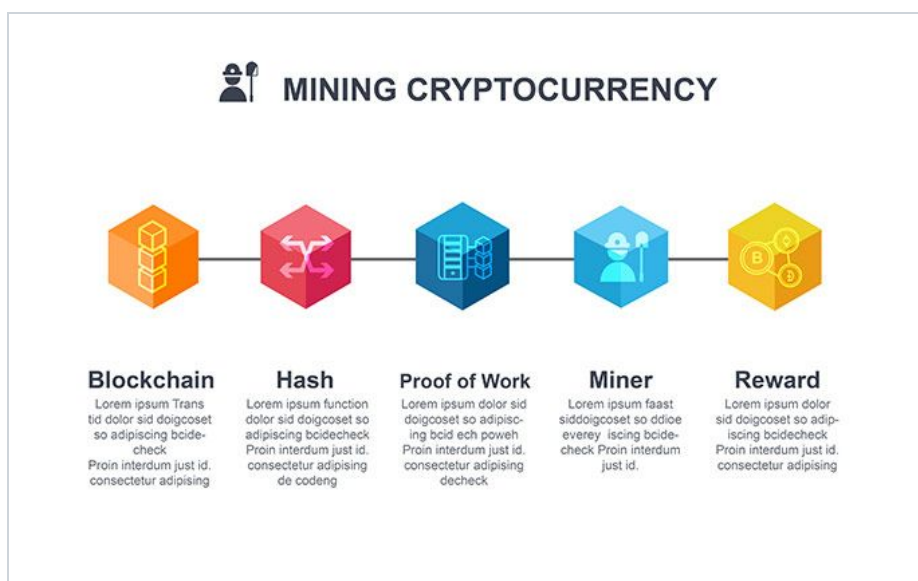 MINING CRYPTOCURRENCY
B
Blockchain
Lorem ipsum Trans
tid dolor sid doigcoset
so adipiscing bcide-
check
Proin interdum just id.
consectetur adipising
Hash
Lorem ipsum function
dolor sid doigcoset so
adipiscing bcidecheck
Proin interdum just id.
consectetur adipising
de codeng
Proof of Work
Lorem ipsum dolor sid
doigcoset so adipisc-
ing bcid ech poweh
Proin interdum just id.
consectetur adipising
decheck
Miner
Lorem ipsum faast
siddoigcoset so ddioe
everey iscing bcide-
check Proin interdum
just id.
Reward
Lorem ipsum dolor
sid doigcoset so adip-
iscing bcidecheck
Proin interdum just id.
consectetur adipising